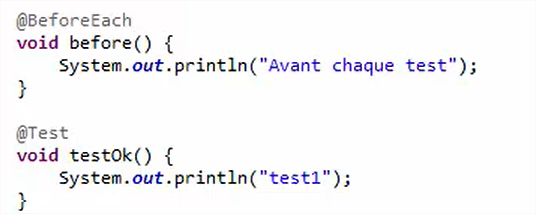 @BeforeEach
void before() {
    System.out.println("Avant chaque test");
}
@Test
void testOk() {
    System.out.println("test1");
}